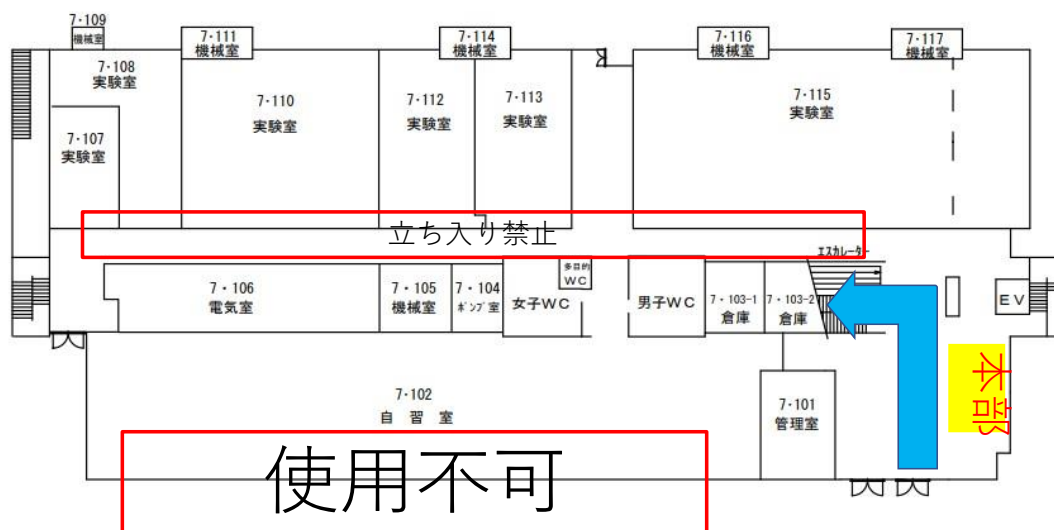 7・109
機械室
7・111
機械室
7・114
機械室
7・116
機械室
7・117
機械室
7・108
実験室
7・107
実験室
7・110
実験室
7・112
実験室
7・113
実験室
7・115
実験室
立ち入り禁止
エスカレーター
7・106
電気室
7・105
機械室
7・104
ポンプ室
女子WC
多目的
WC
男子WC
7・103-1
倉庫
7・103-2
倉庫
EV
本部
7・102
自習室
7・101
管理室
使用不可